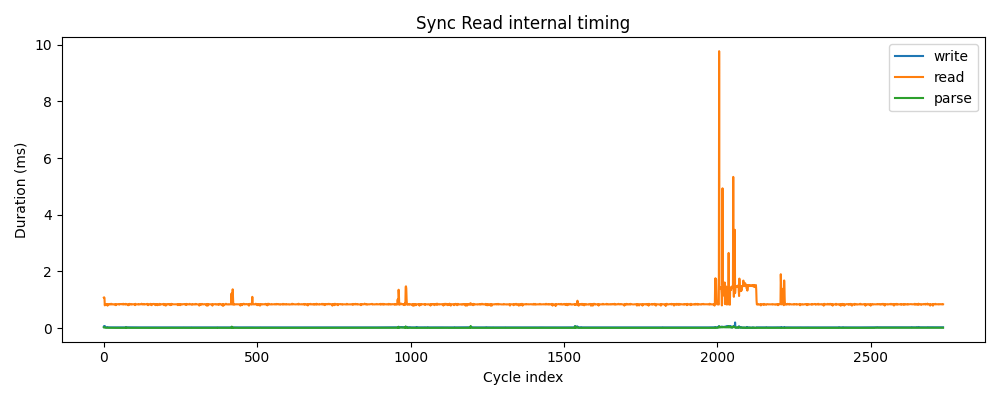 Sync Read internal timing
10
8
6
4
2
0
Duration (ms)
write
read
parse
0
500
1000
1500
2000
2500
Cycle index